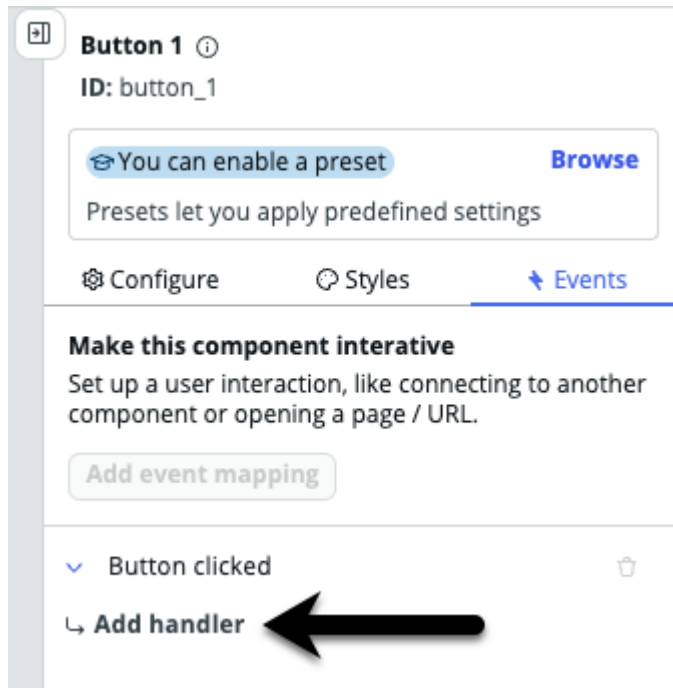 Button 1
ID: button_1
You can enable a preset
Browse
Presets let you apply predefined settings
Configure
Styles
Events
Make this component interative
Set up a user interaction, like connecting to another
component or opening a page / URL.
Add event mapping
Button clicked
Add handler